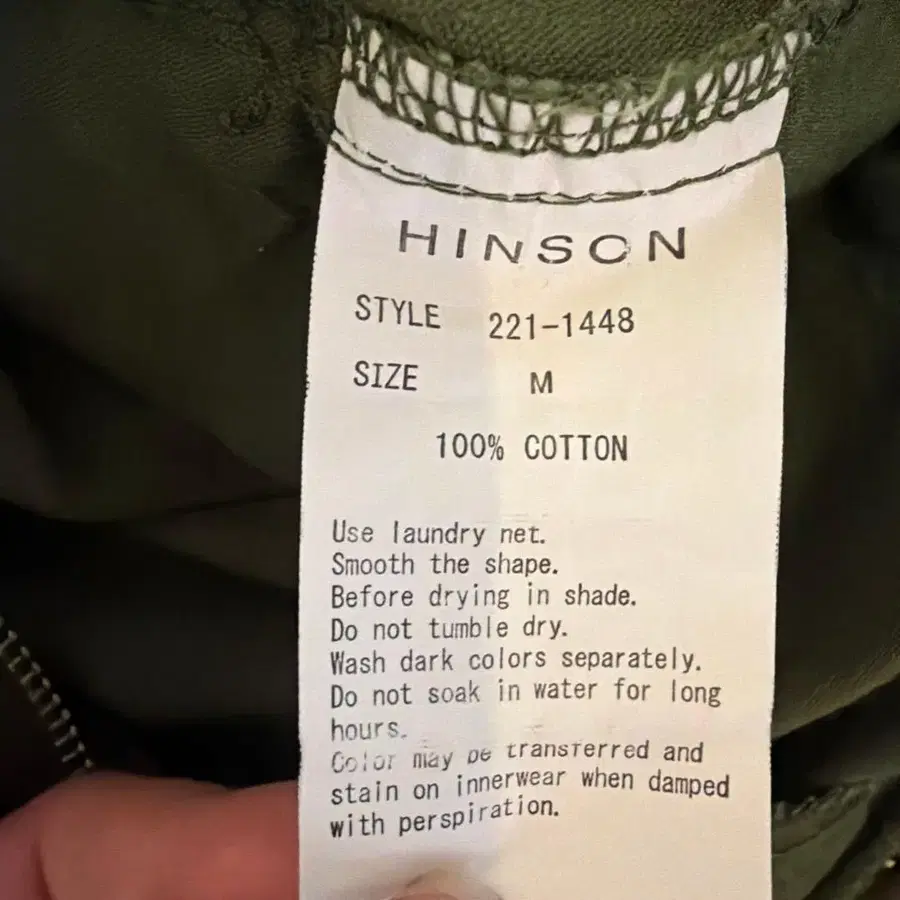 HINSON
STYLE 221-1448
SIZE M
100% COTTON
Use laundry net.
Smooth the shape.
Before drying in shade.
Do not tumble dry.
Wash dark colors separately.
Do not soak in water for long
hours.
Color may be transferred and
stain on innerwear when damped
with perspiration.